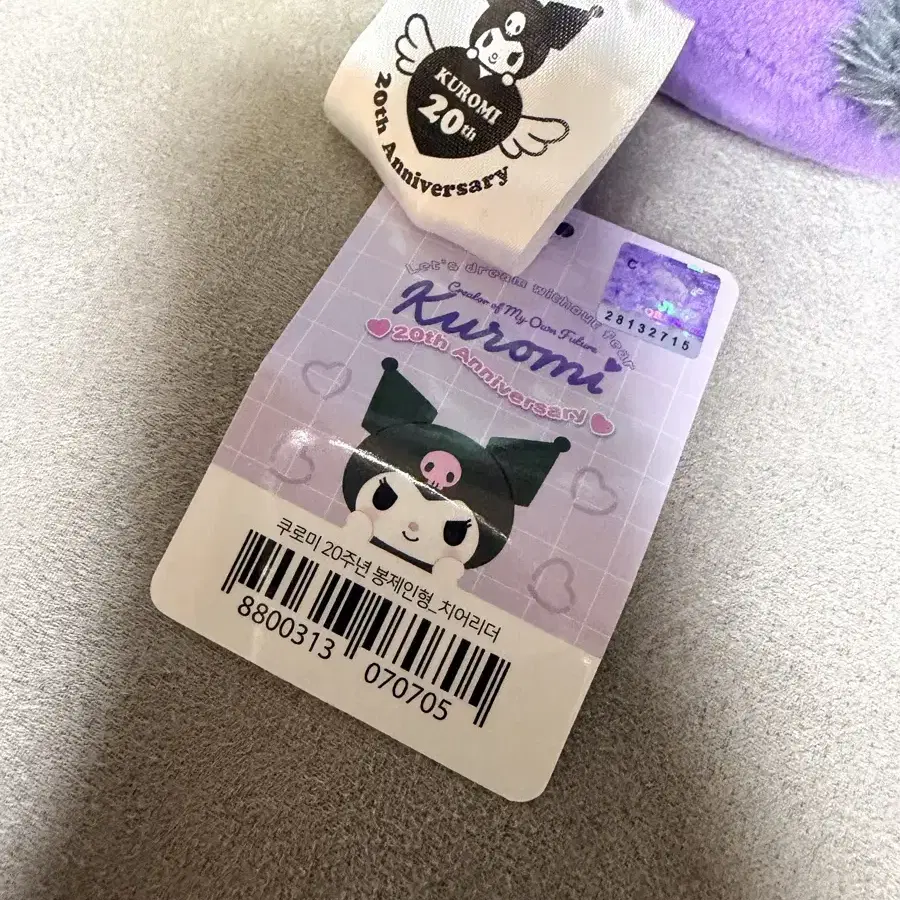 KUROMI
20th
20th Anniversary
Let's dream without fear
Creator of My Own Future
Kuromi
20th Anniversary
28132715
쿠로미 20주년 봉제인형_치어리더
8800313 070705